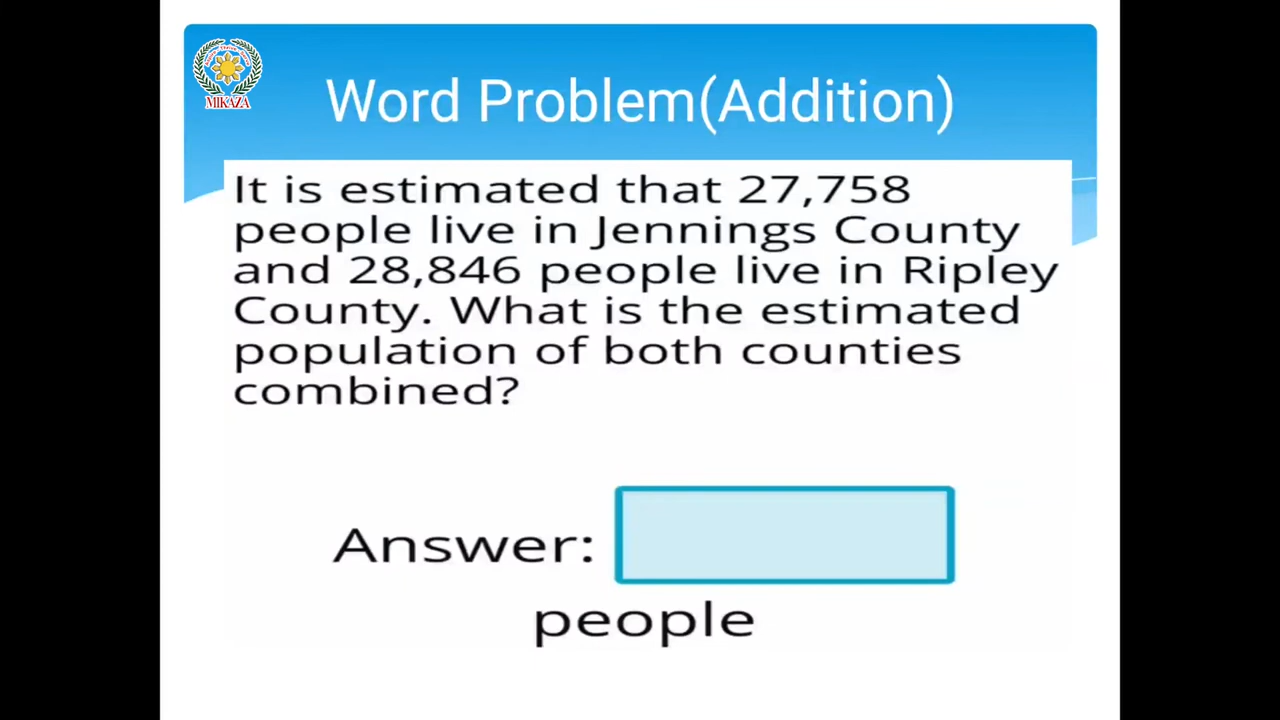 MIKAZA
Word Problem(Addition)
It is estimated that 27,758
people live in Jennings County
and 28,846 people live in Ripley
County. What is the estimated
population of both counties
combined?
Answer:
people